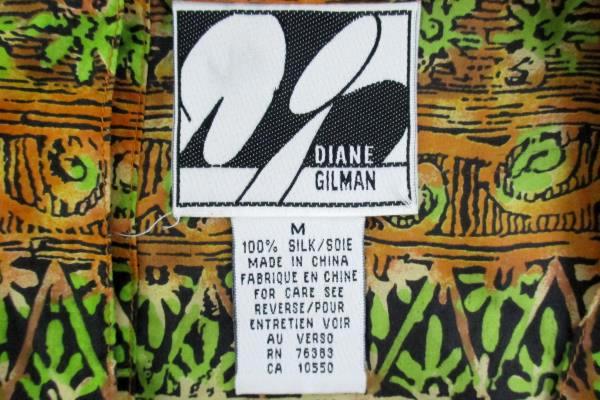 DIANE
GILMAN
M
100% SILK/SOIE
MADE IN CHINA
FABRIQUE EN CHINE
FOR CARE SEE
REVERSE/POUR
ENTRETIEN VOIR
AU VERSO
RN 76383
CA 10550